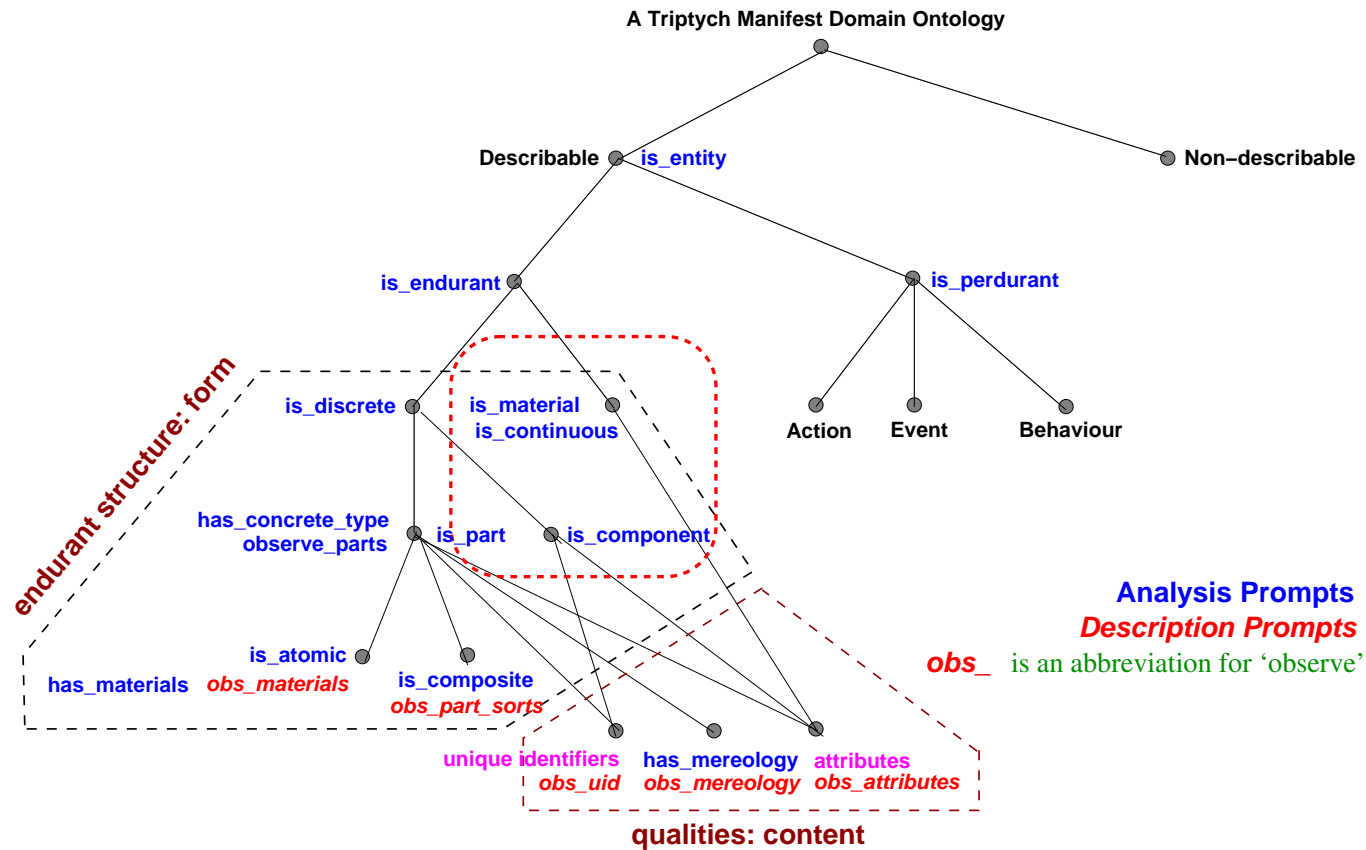 A Triptych Manifest Domain Ontology
Describable
is_entity
Non−describable
is_endurant
is_perdurant
endurant structure: form
is_discrete
is_material
is_continuous
Action
Event
Behaviour
has_concrete_type
observe_parts
is_part
is_component
Analysis Prompts
Description Prompts
obs_ is an abbreviation for ‘observe’
is_atomic
has_materials
obs_materials
is_composite
obs_part_sorts
unique identifiers
obs_uid
has_mereology
obs_mereology
attributes
obs_attributes
qualities: content